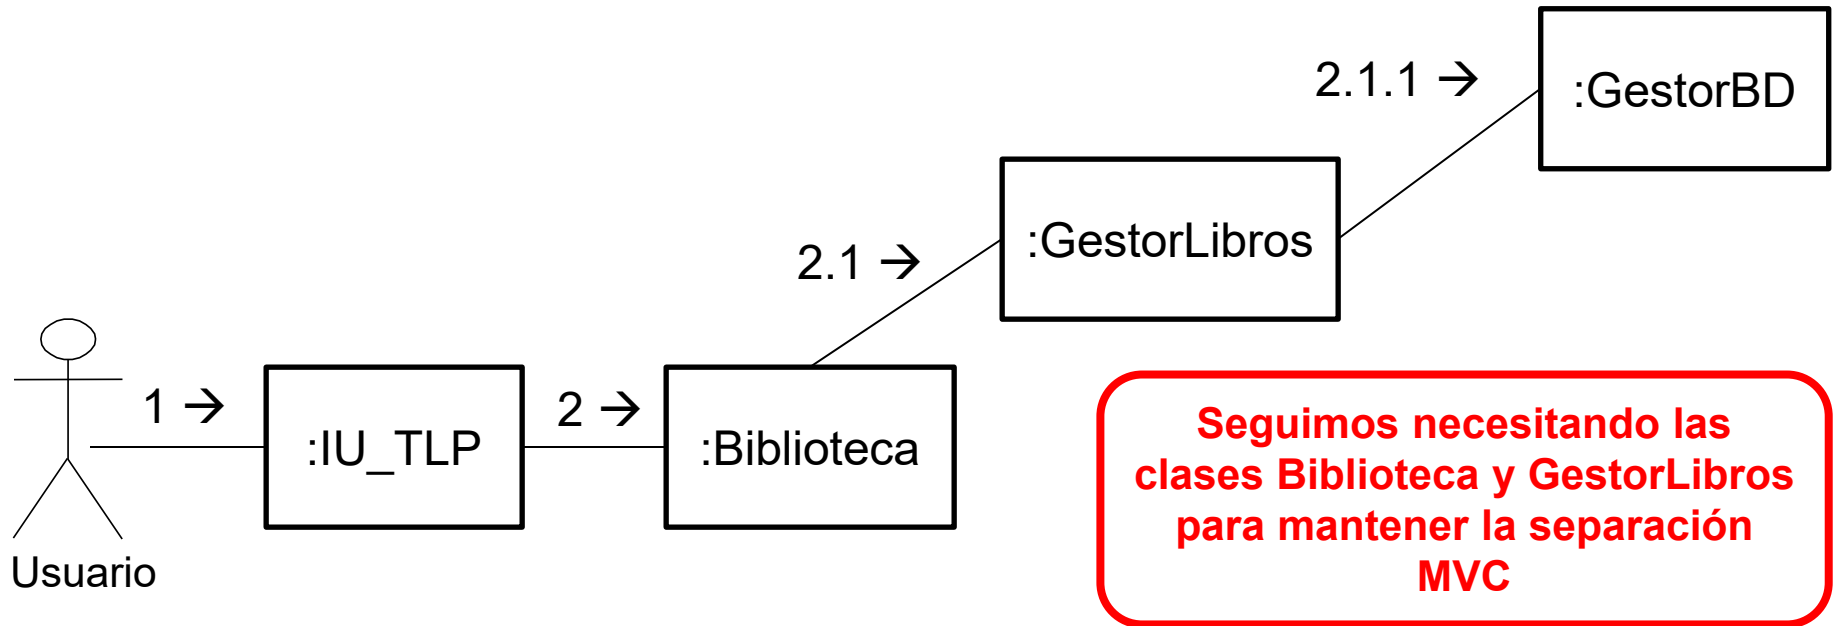 2.1.1 →
:GestorBD
2.1 →
:GestorLibros
1 →
:IU_TLP
2 →
:Biblioteca
Usuario
Seguimos necesitando las
clases Biblioteca y GestorLibros
para mantener la separación
MVC